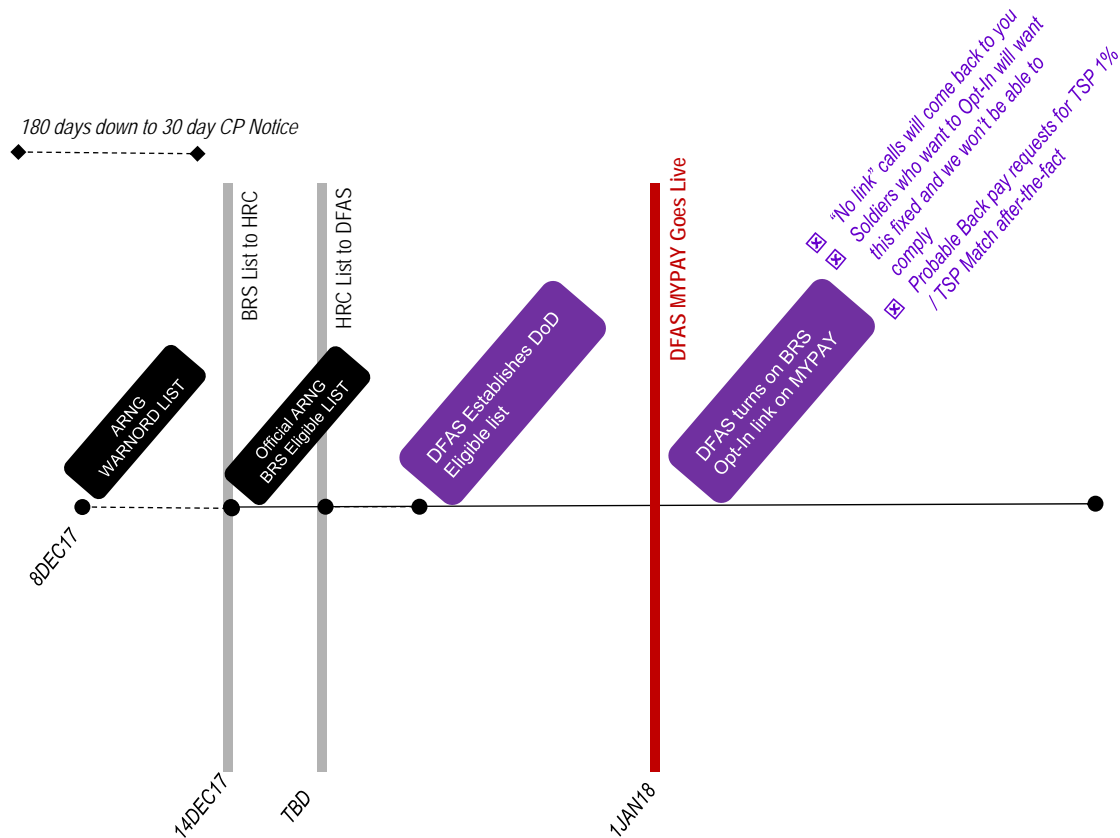 180 days down to 30 day CP Notice
BRS List to HRC
HRC List to DFAS
DFAS MYPAY Goes Live
ARNG
WARNORD LIST
Official ARNG
BRS Eligible LIST
DFAS Establishes DoD
Eligible list
DFAS turns on BRS
Opt-In link on MYPAY
“No link” calls will come back to you
Soldiers who want to Opt-In will want
this fixed and we won’t be able to
comply
Probable Back pay requests for TSP 1%
/ TSP Match after-the-fact
8DEC17
14DEC17
TBD
1JAN18